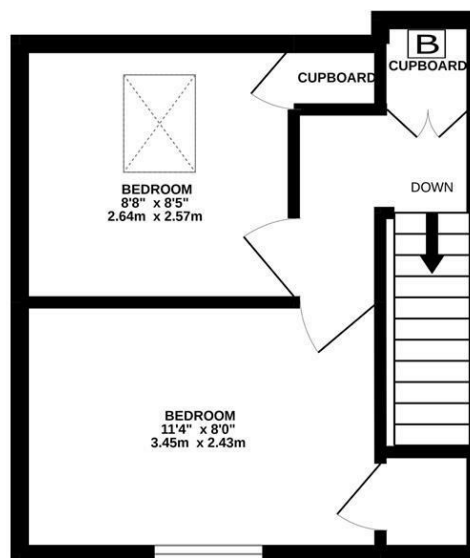 B
CUPBOARD
CUPBOARD
DOWN
BEDROOM
8'8" x 8'5"
2.64m x 2.57m
BEDROOM
11'4" x 8'0"
3.45m x 2.43m